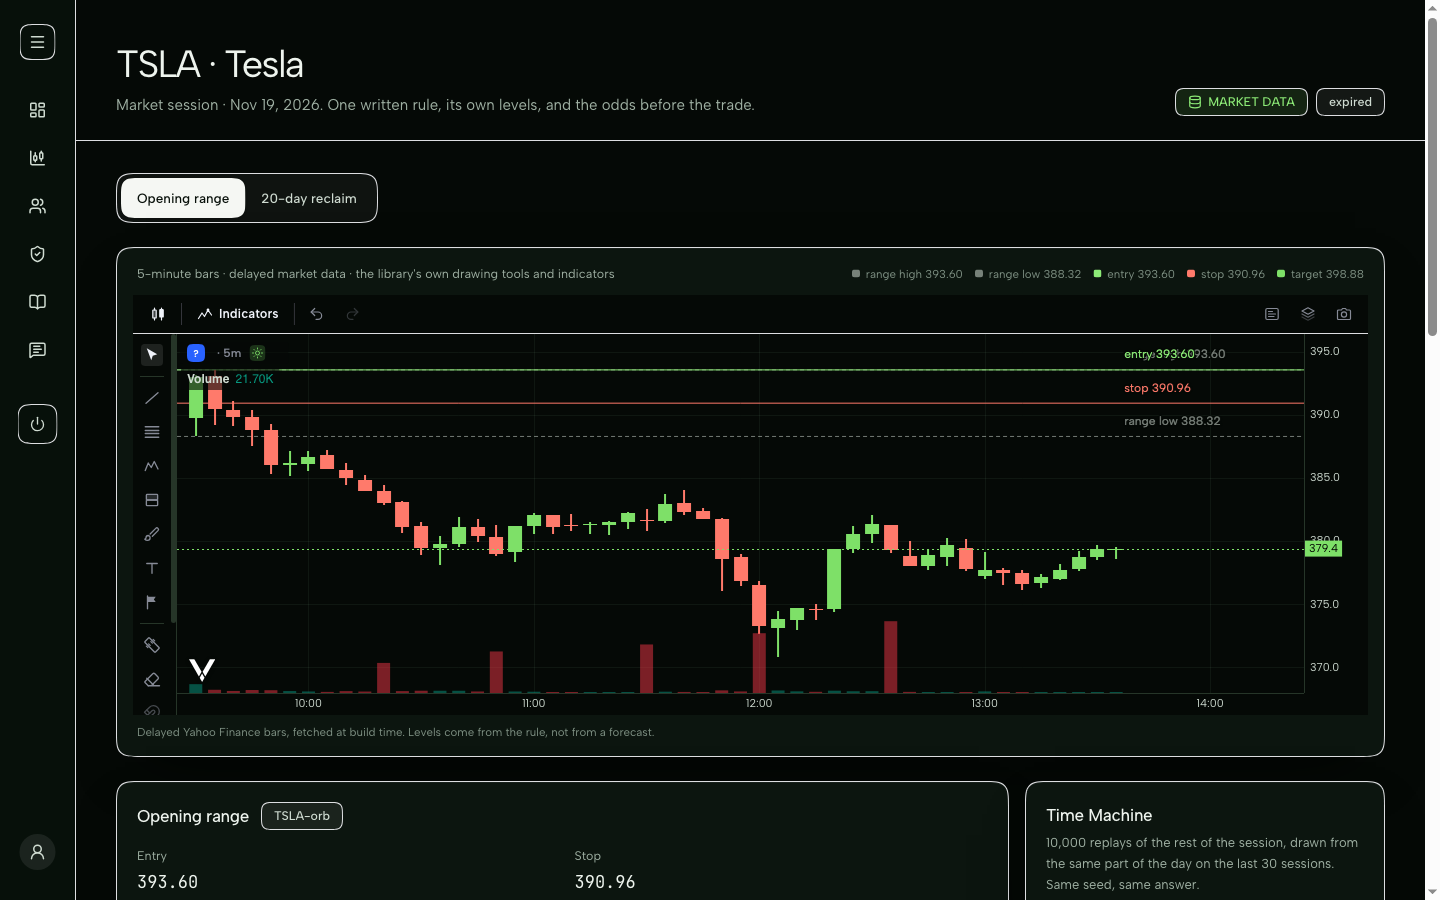 TSLA · Tesla
Market session · Nov 19, 2026. One written rule, its own levels, and the odds before the trade.
MARKET DATA
expired
Opening range
20-day reclaim
5-minute bars · delayed market data · the library's own drawing tools and indicators
range high 393.60
range low 388.32
entry 393.60
stop 390.96
target 398.88
Indicators
? · 5m
Volume 21.70K
entry 393.60
93.60
stop 390.96
range low 388.32
395.0
390.0
385.0
380.0
379.4
375.0
370.0
10:00
11:00
12:00
13:00
14:00
Delayed Yahoo Finance bars, fetched at build time. Levels come from the rule, not from a forecast.
Opening range
TSLA-orb
Entry
393.60
Stop
390.96
Time Machine
10,000 replays of the rest of the session, drawn from
the same part of the day on the last 30 sessions.
Same seed, same answer.